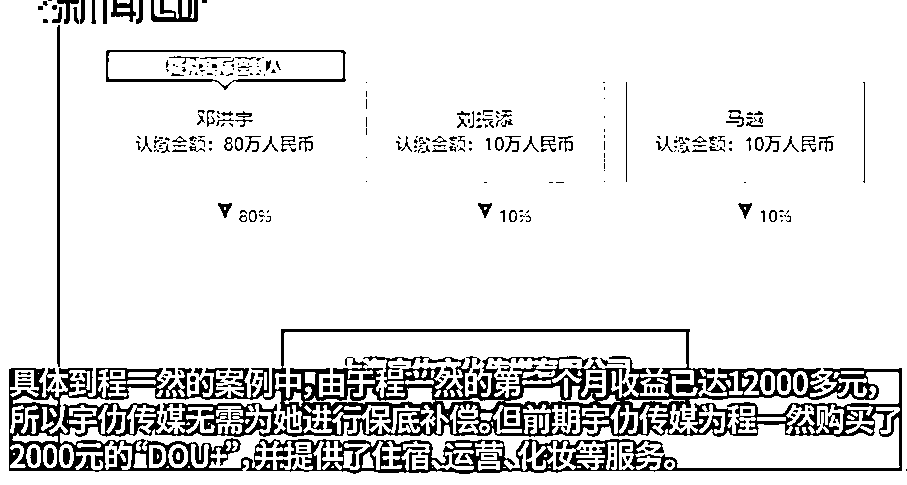 邓洪宇
刘振添
马越
认缴金额：80万人民币
认缴金额：10万人民币
认缴金额：10万人民币
80%
10%
10%
具体到程一然的案例中，由于程一然的第一个月收益已达12000多元，
所以宇仂传媒无需为她进行保底补偿。但前期宇仂传媒为程一然购买了
2000元的“DOU+”，并提供了住宿、运营、化妆等服务。